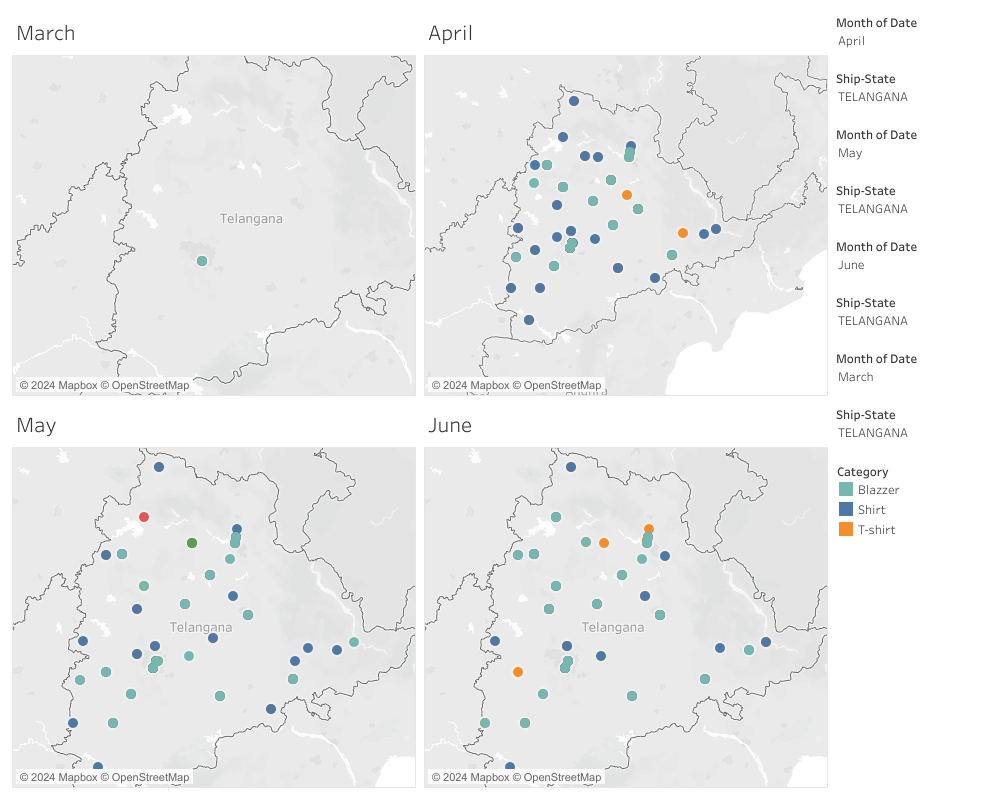 March
April
Telangana
© 2024 Mapbox © OpenStreetMap
© 2024 Mapbox © OpenStreetMap
May
June
Telangana
Telangana
© 2024 Mapbox © OpenStreetMap
© 2024 Mapbox © OpenStreetMap
Month of Date
April
Ship-State
TELANGANA
Month of Date
May
Ship-State
TELANGANA
Month of Date
June
Ship-State
TELANGANA
Month of Date
March
Ship-State
TELANGANA
Category
Blazzer
Shirt
T-shirt